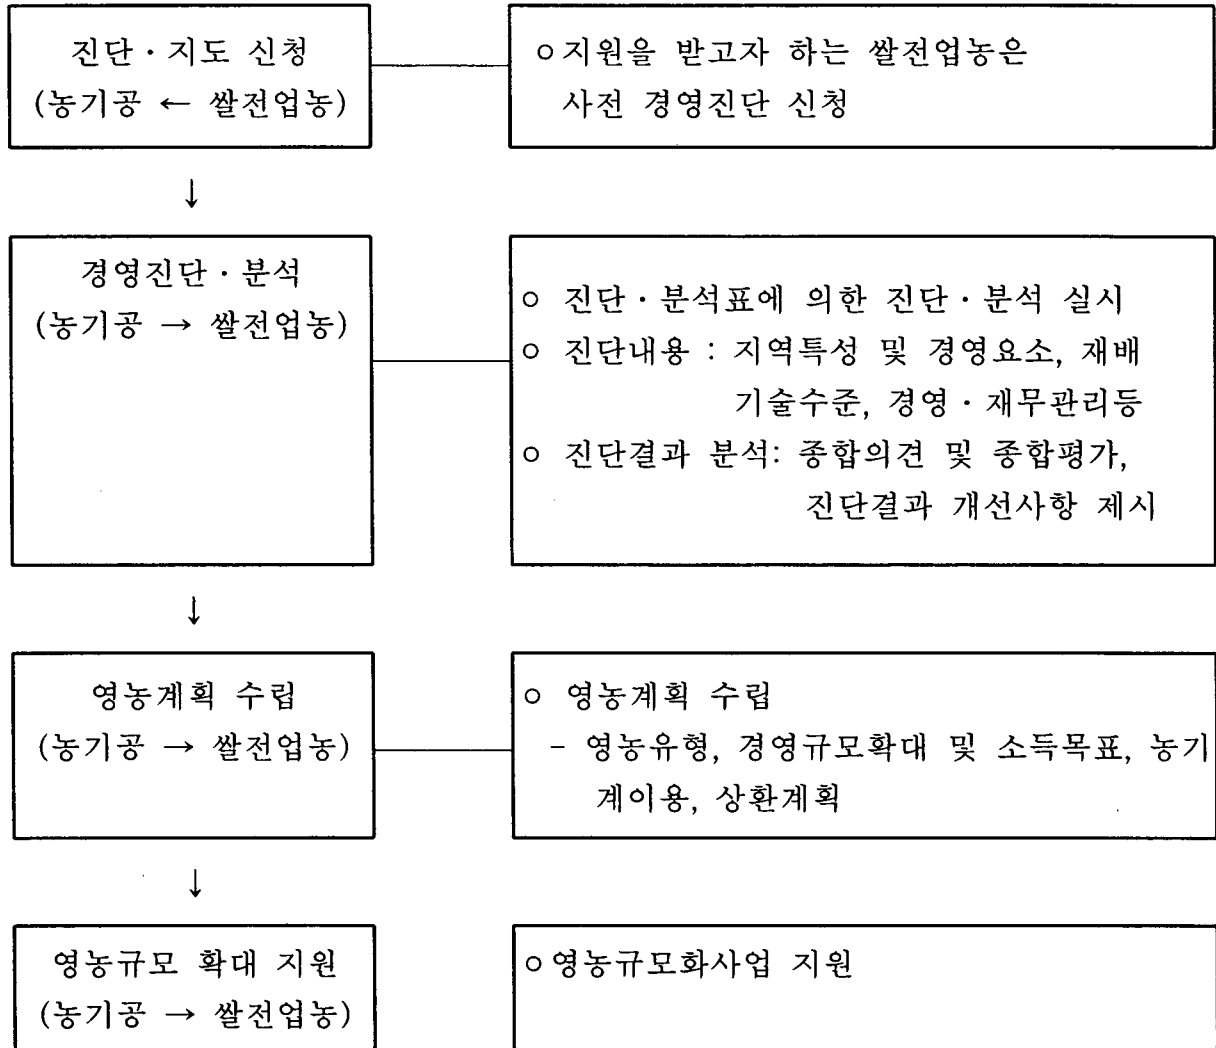 진단·지도 신청
(농기공 ← 쌀전업농)
ㅇ지원을 받고자 하는 쌀전업농은
사전 경영진단 신청
↓
경영진단·분석
(농기공 → 쌀전업농)
ㅇ 진단·분석표에 의한 진단·분석 실시
ㅇ 진단내용 : 지역특성 및 경영요소, 재배
기술수준, 경영·재무관리등
ㅇ 진단결과 분석: 종합의견 및 종합평가,
진단결과 개선사항 제시
↓
영농계획 수립
(농기공 → 쌀전업농)
ㅇ 영농계획 수립
- 영농유형, 경영규모확대 및 소득목표, 농기
계이용, 상환계획
↓
영농규모 확대 지원
(농기공 → 쌀전업농)
ㅇ영농규모화사업 지원